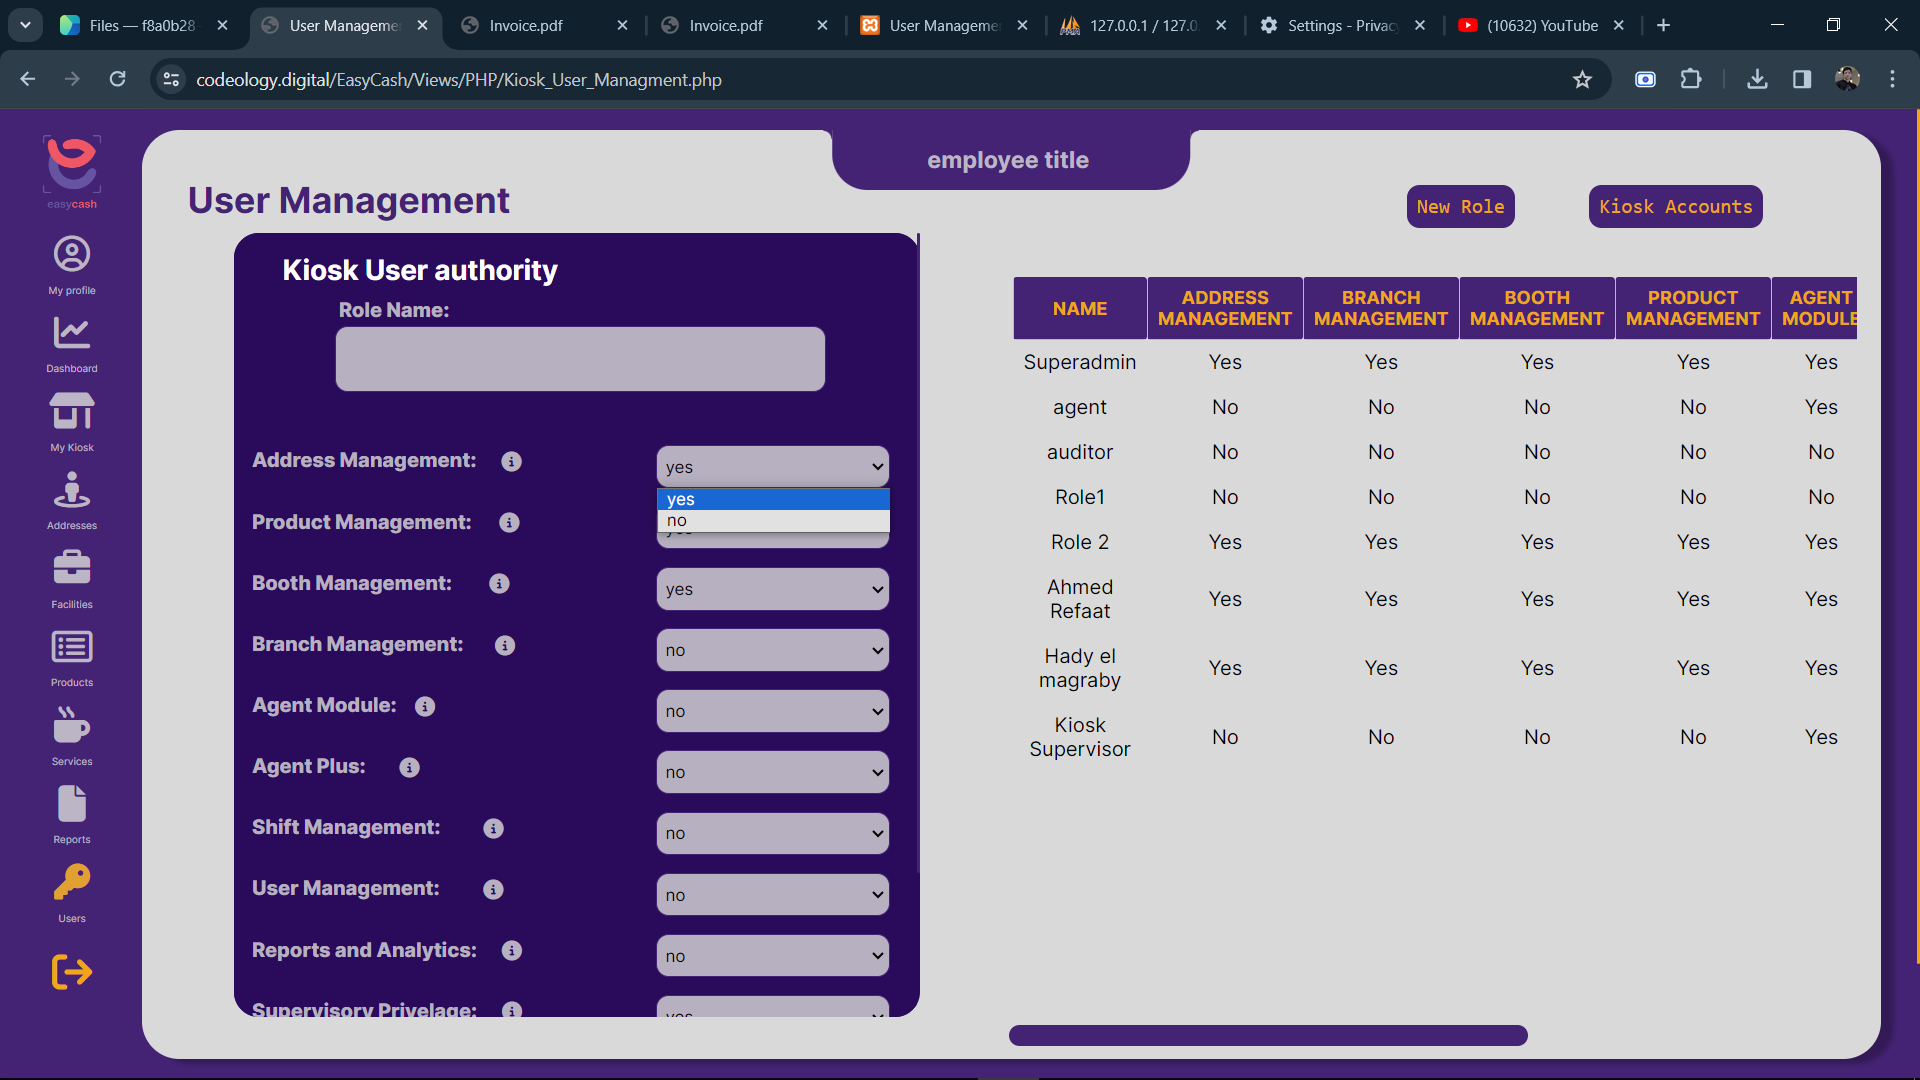 Files — f8a0b28
User Manageme
Invoice.pdf
Invoice.pdf
User Manageme
127.0.0.1 / 127.0
Settings - Privac
(10632) YouTube
codeology.digital/EasyCash/Views/PHP/Kiosk_User_Managment.php
easycash
My profile
Dashboard
My Kiosk
Addresses
Facilities
Products
Services
Reports
Users
employee title
User Management
New Role
Kiosk Accounts
Kiosk User authority
Role Name:
Address Management: yes
yes
no
Product Management: yes
Booth Management: yes
Branch Management: no
Agent Module: no
Agent Plus: no
Shift Management: no
User Management: no
Reports and Analytics: no
Supervisory Privelage: yes
NAME ADDRESS MANAGEMENT BRANCH MANAGEMENT BOOTH MANAGEMENT PRODUCT MANAGEMENT AGENT MODULE
Superadmin Yes Yes Yes Yes Yes
agent No No No No Yes
auditor No No No No No
Role1 No No No No No
Role 2 Yes Yes Yes Yes Yes
Ahmed Refaat Yes Yes Yes Yes Yes
Hady el magraby Yes Yes Yes Yes Yes
Kiosk Supervisor No No No No Yes